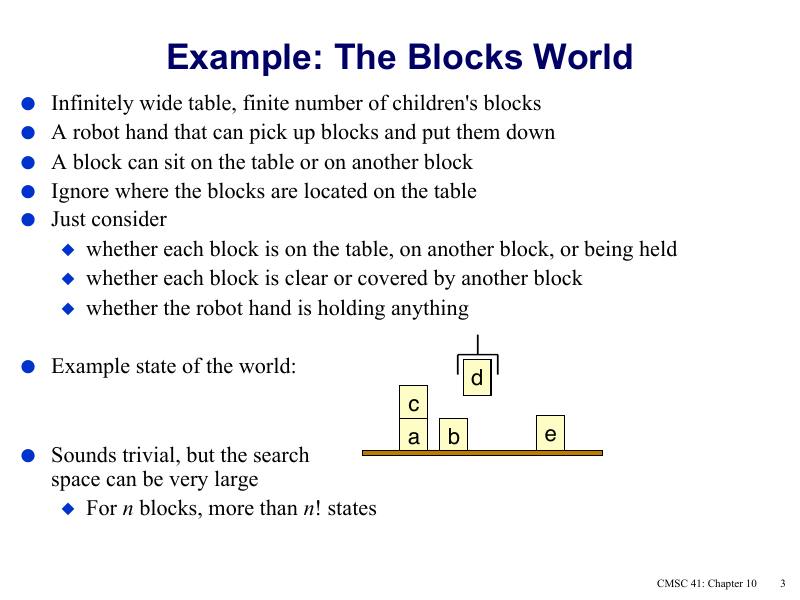 Example: The Blocks World
Infinitely wide table, finite number of children's blocks
A robot hand that can pick up blocks and put them down
A block can sit on the table or on another block
Ignore where the blocks are located on the table
Just consider
whether each block is on the table, on another block, or being held
whether each block is clear or covered by another block
whether the robot hand is holding anything
Example state of the world:
d
c
a b e
Sounds trivial, but the search
space can be very large
For n blocks, more than n! states
CMSC 41: Chapter 10 3